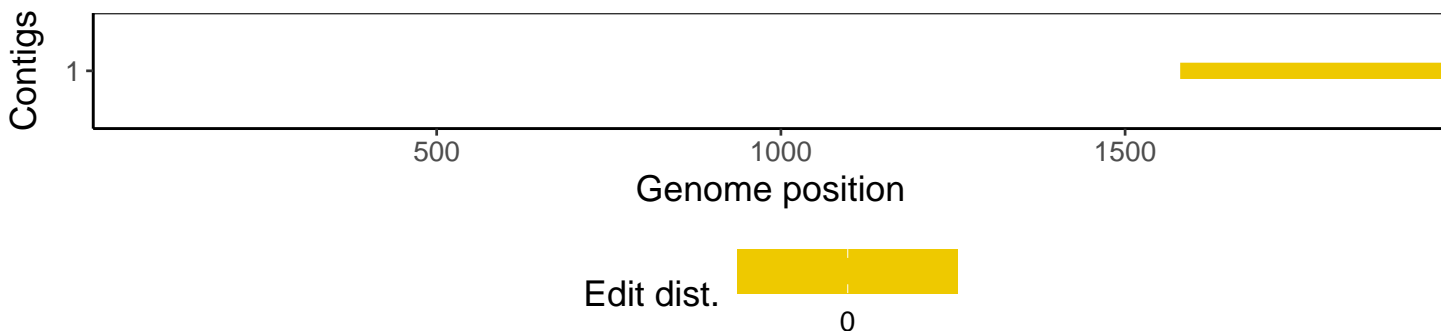 Contigs
1
500 1000 1500
Genome position
Edit dist.
0